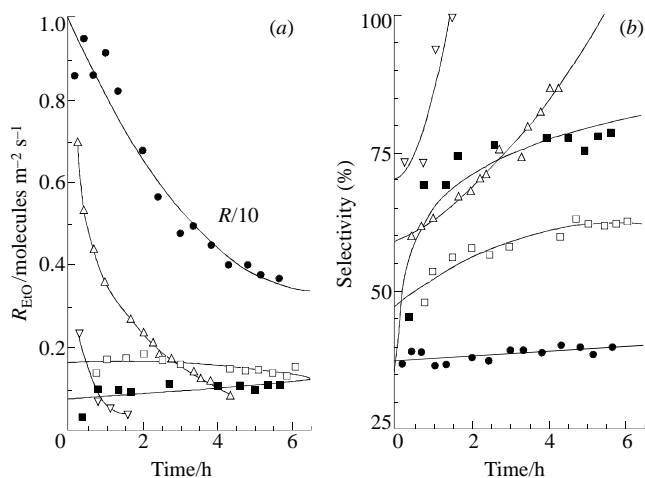 (a)
1.0
0.8
0.6
0.4
0.2
0
R/10
R_EtO/molecules m⁻² s⁻¹
0 2 4 6
Time/h
(b)
100
75
50
25
Selectivity (%)
0 2 4 6
Time/h